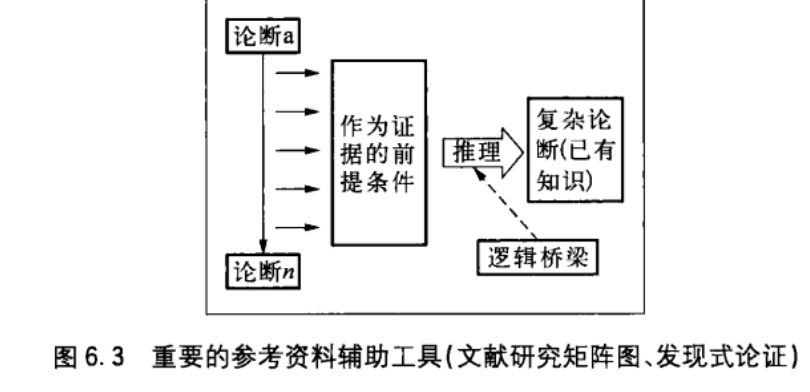 论断a
作为证
据的前
提条件
推理
复杂论
断(已有
知识)
逻辑桥梁
论断n
图 6.3 重要的参考资料辅助工具(文献研究矩阵图、发现式论证)